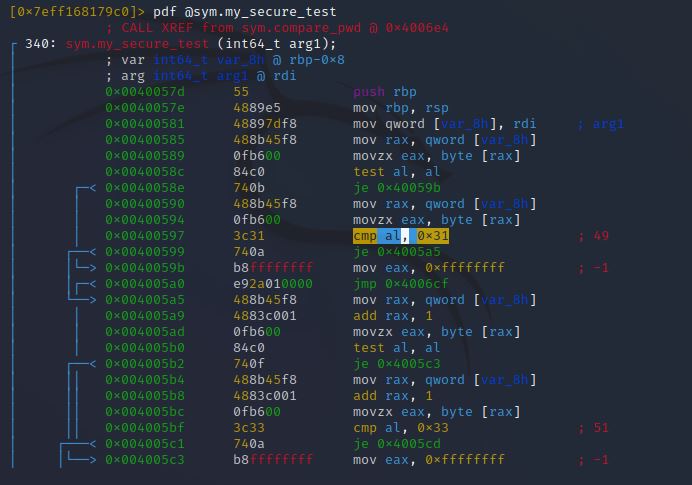 [0×7eff168179c0]> pdf @sym.my_secure_test
; CALL XREF from sym.compare_pwd @ 0×4006e4
340: sym.my_secure_test (int64_t arg1);
; var int64_t var_8h @ rbp-0×8
; arg int64_t arg1 @ rdi
0×0040057d 55 push rbp
0×0040057e 4889e5 mov rbp, rsp
0×00400581 48897df8 mov qword [var_8h], rdi ; arg1
0×00400585 488b45f8 mov rax, qword [var_8h]
0×00400589 0fb600 movzx eax, byte [rax]
0×0040058c 84c0 test al, al
0×0040058e 740b je 0×40059b
0×00400590 488b45f8 mov rax, qword [var_8h]
0×00400594 0fb600 movzx eax, byte [rax]
0×00400597 3c31 cmp al, 0×31 ; 49
0×00400599 740a je 0×4005a5
0×0040059b b8ffffffff mov eax, 0×ffffffff ; -1
0×004005a0 e92a010000 jmp 0×4006cf
0×004005a5 488b45f8 mov rax, qword [var_8h]
0×004005a9 4883c001 add rax, 1
0×004005ad 0fb600 movzx eax, byte [rax]
0×004005b0 84c0 test al, al
0×004005b2 740f je 0×4005c3
0×004005b4 488b45f8 mov rax, qword [var_8h]
0×004005b8 4883c001 add rax, 1
0×004005bc 0fb600 movzx eax, byte [rax]
0×004005bf 3c33 cmp al, 0×33 ; 51
0×004005c1 740a je 0×4005cd
0×004005c3 b8ffffffff mov eax, 0×ffffffff ; -1